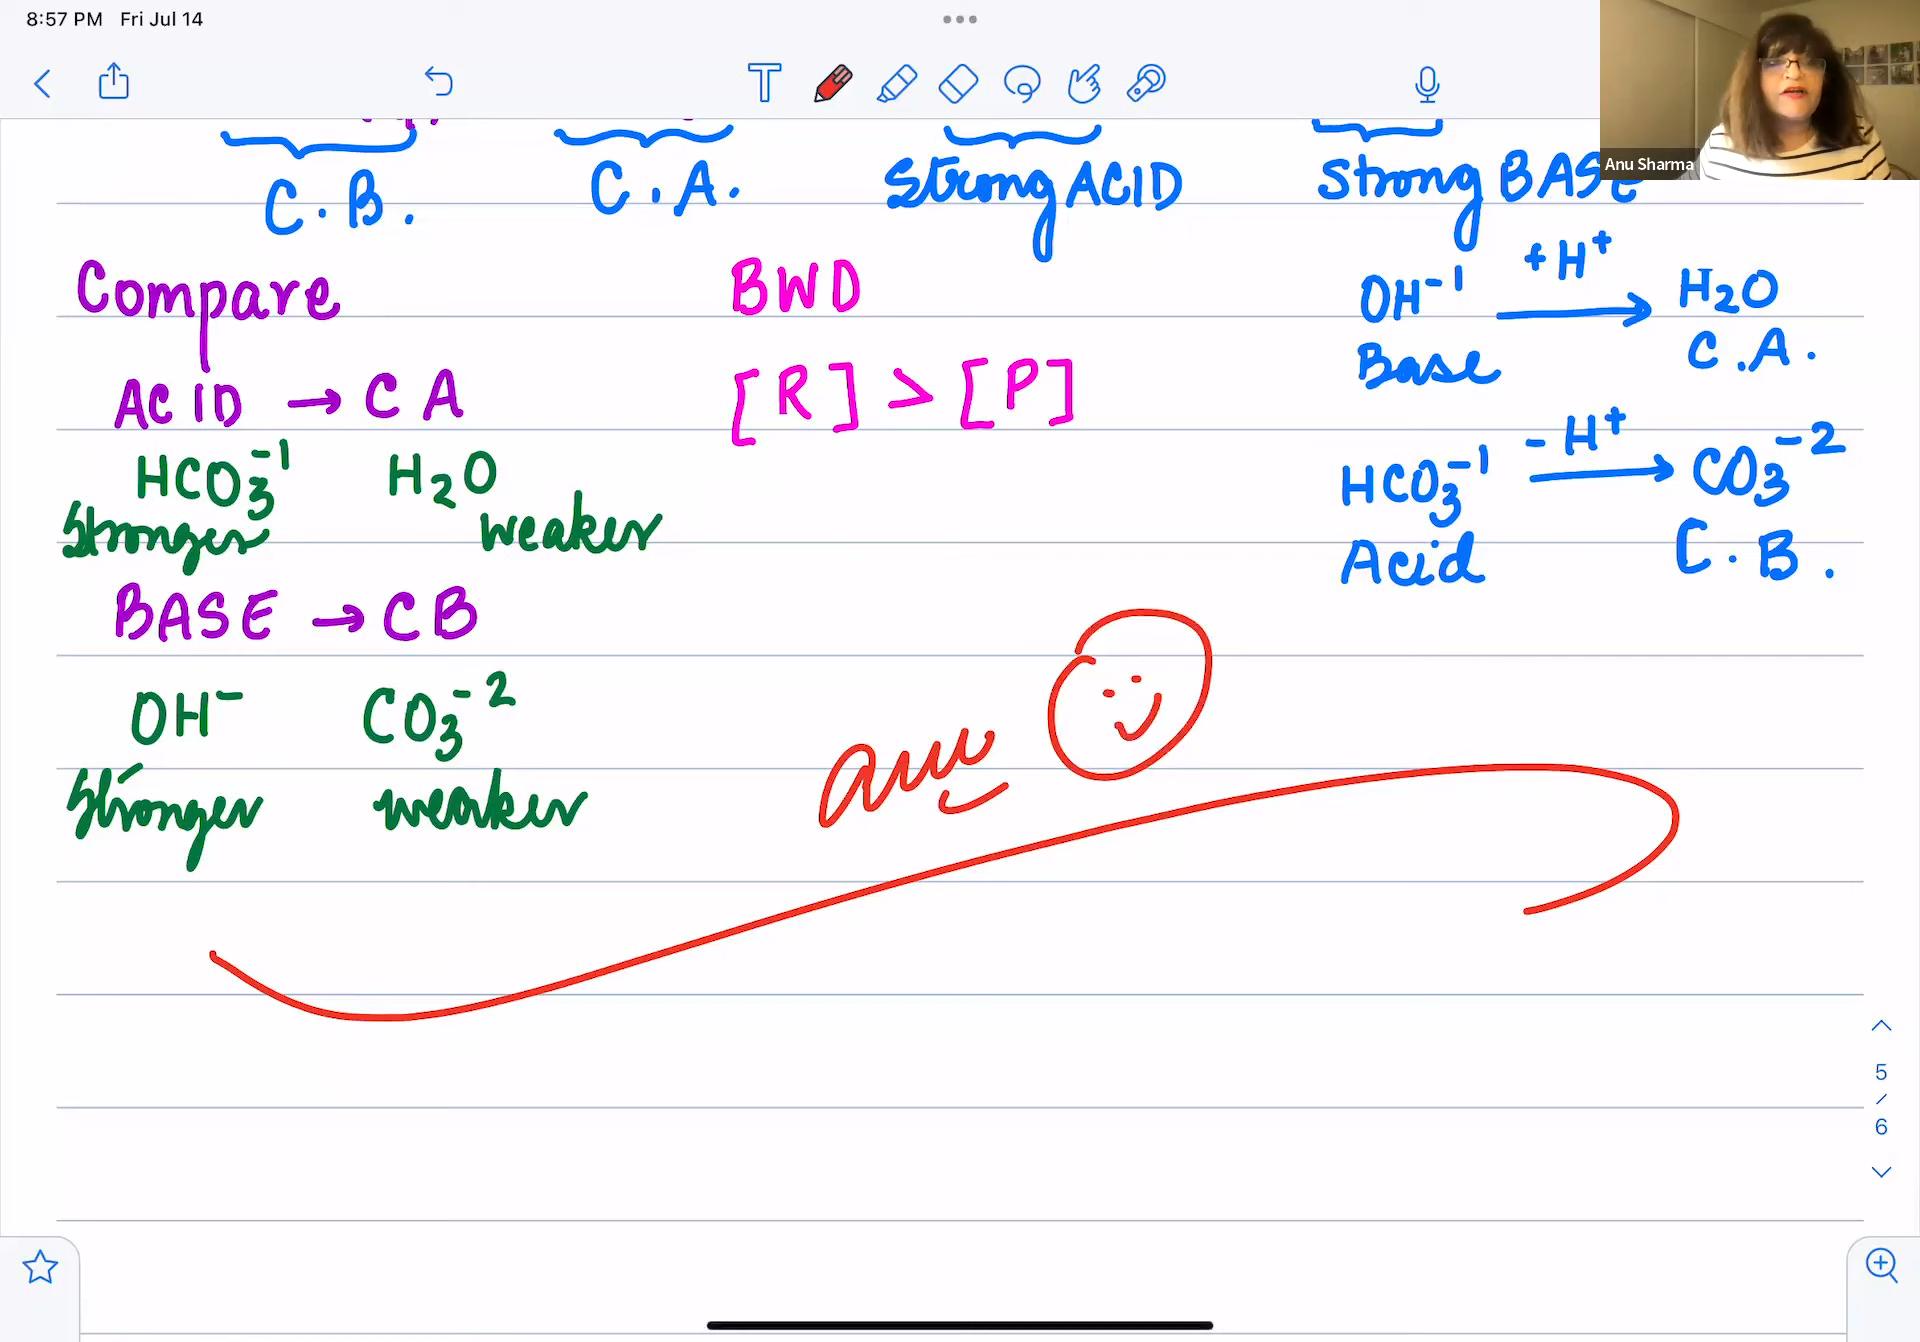 8:57 PM Fri Jul 14
Anu Sharma
C.B. C.A. Strong ACID Strong BASE
Compare
ACID → CA
HCO₃⁻¹ H₂O
Stronger weaker
BASE → CB
OH⁻ CO₃⁻²
Stronger weaker
BWD
[R] > [P]
+H⁺
OH⁻¹ → H₂O
Base C.A.
-H⁺
HCO₃⁻¹ → CO₃⁻²
Acid C.B.
anu
5
/
6